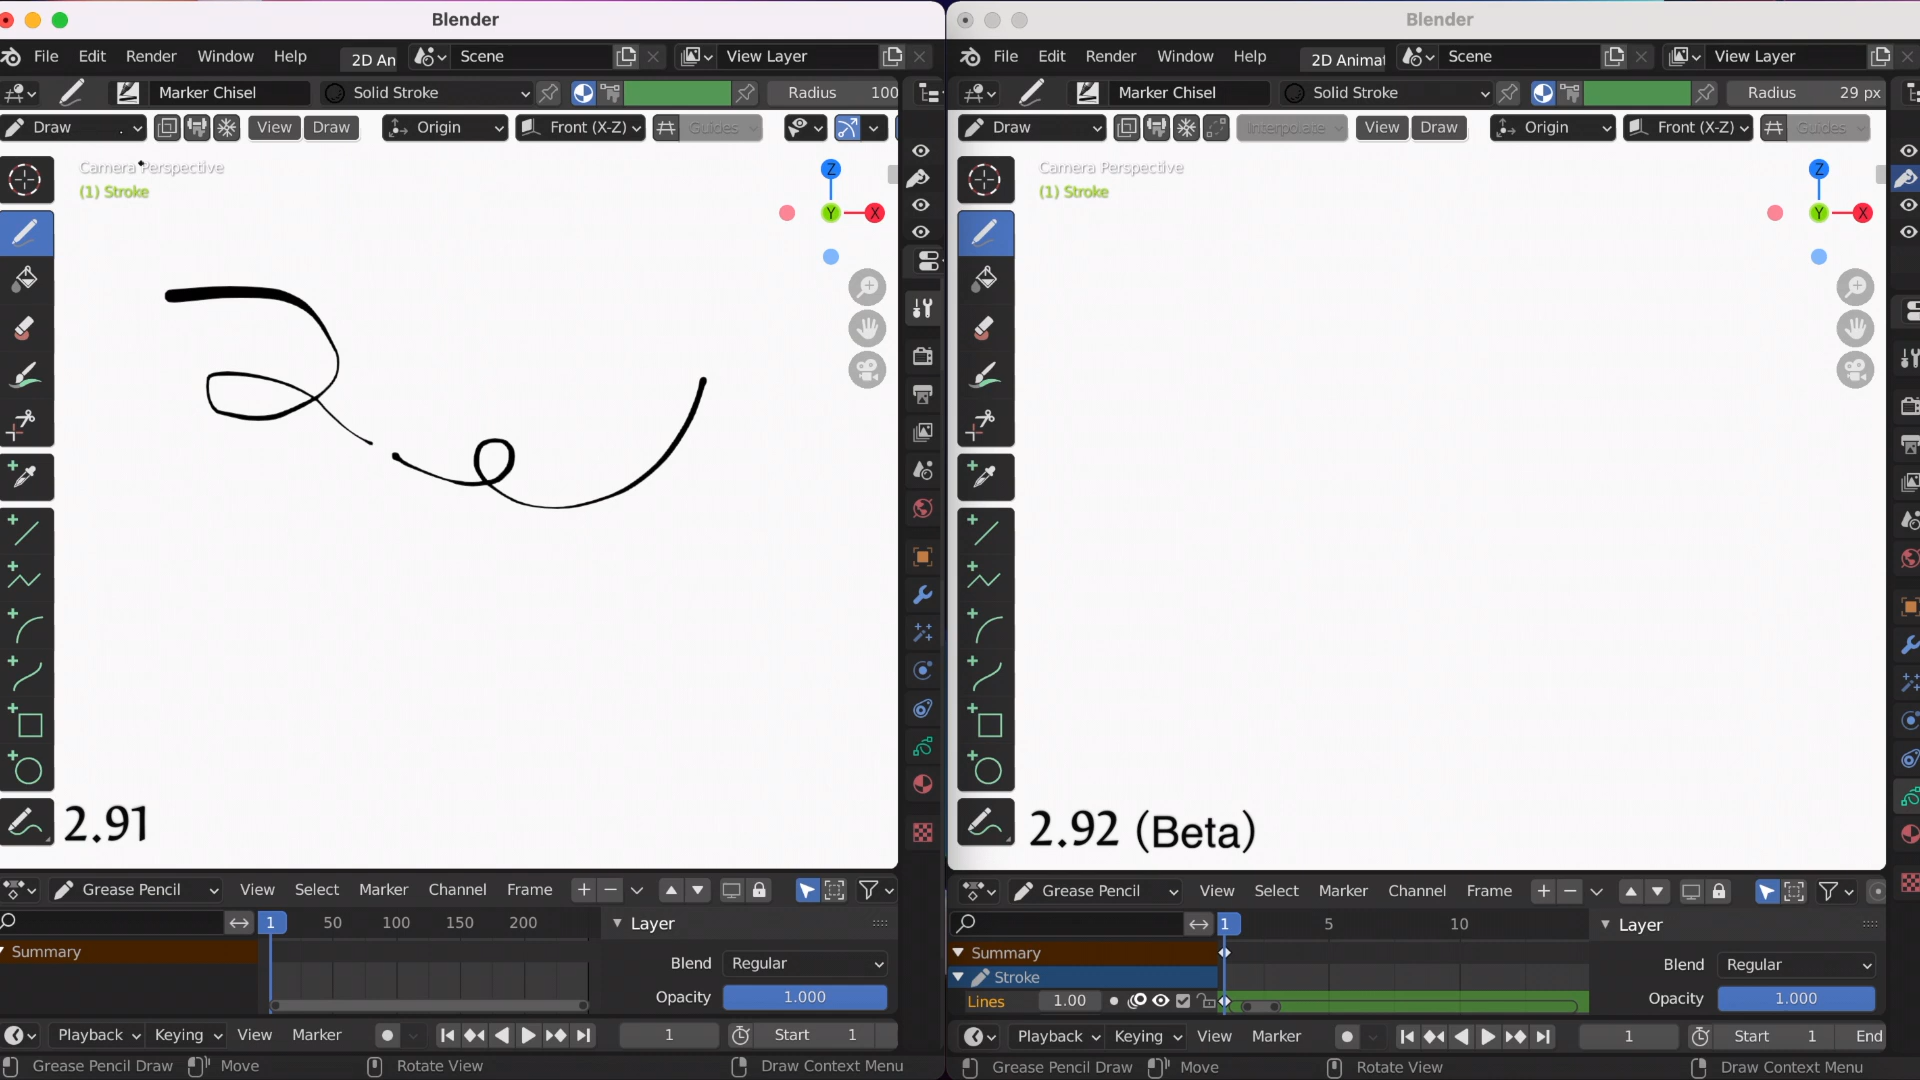 Blender
File Edit Render Window Help 2D An Scene View Layer
Marker Chisel Solid Stroke Radius 100
Draw View Draw Origin Front (X-Z) Guides
Camera Perspective
(1) Stroke
Z
Y X
2.91
Grease Pencil View Select Marker Channel Frame
1 50 100 150 200 Layer
Summary
Blend Regular
Opacity 1.000
Playback Keying View Marker 1 Start 1
Grease Pencil Draw Move Rotate View Draw Context Menu
Blender
File Edit Render Window Help 2D Animat Scene View Layer
Marker Chisel Solid Stroke Radius 29 px
Draw Interpolate View Draw Origin Front (X-Z) Guides
Camera Perspective
(1) Stroke
Z
Y X
2.92 (Beta)
Grease Pencil View Select Marker Channel Frame
1 5 10 Layer
Summary
Stroke
Blend Regular
Lines 1.00
Opacity 1.000
Playback Keying View Marker 1 Start 1 End
Grease Pencil Draw Move Rotate View Draw Context Menu